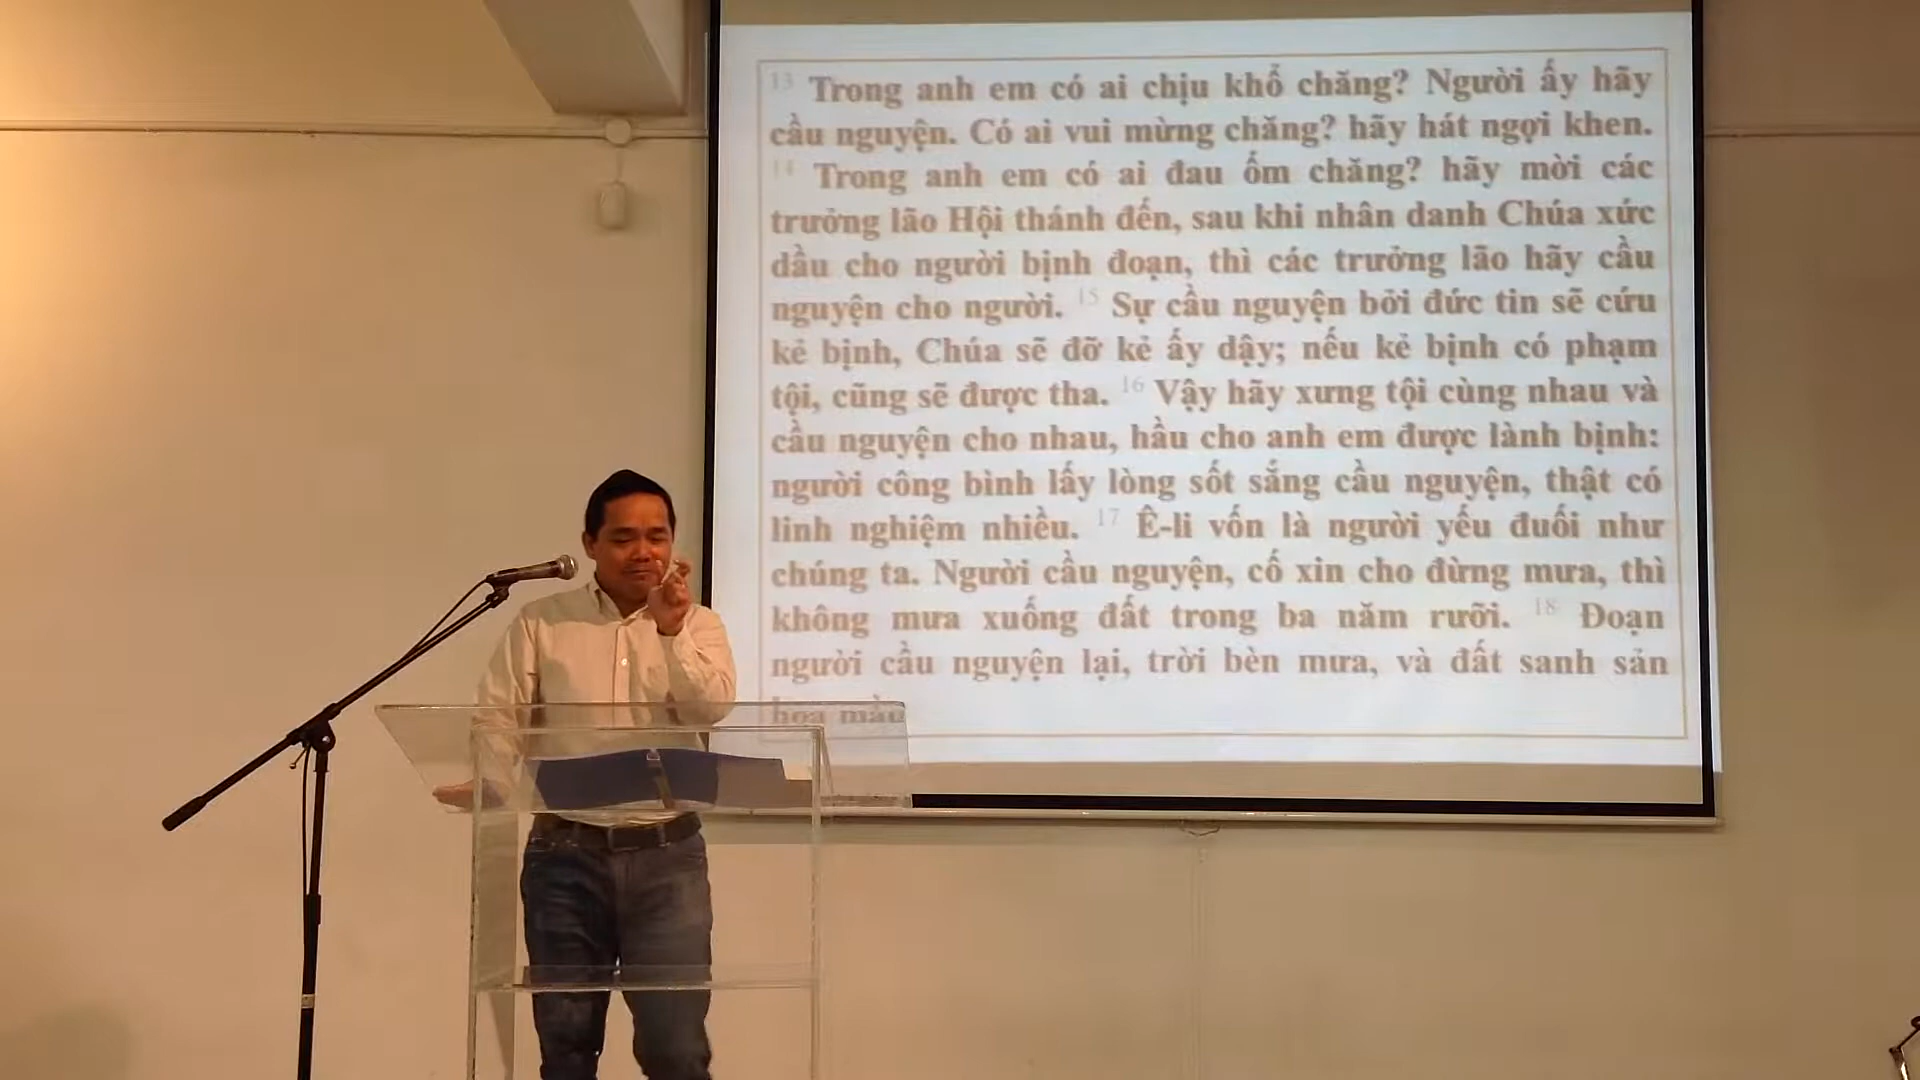 13 Trong anh em có ai chịu khổ chăng? Người ấy hãy
cầu nguyện. Có ai vui mừng chăng? hãy hát ngợi khen.
14 Trong anh em có ai đau ốm chăng? hãy mời các
trưởng lão Hội thánh đến, sau khi nhân danh Chúa xức
dầu cho người bịnh đoạn, thì các trưởng lão hãy cầu
nguyện cho người. 15 Sự cầu nguyện bởi đức tin sẽ cứu
kẻ bịnh, Chúa sẽ đỡ kẻ ấy dậy; nếu kẻ bịnh có phạm
tội, cũng sẽ được tha. 16 Vậy hãy xưng tội cùng nhau và
cầu nguyện cho nhau, hầu cho anh em được lành bịnh:
người công bình lấy lòng sốt sắng cầu nguyện, thật có
linh nghiệm nhiều. 17 Ê-li vốn là người yếu đuối như
chúng ta. Người cầu nguyện, cố xin cho đừng mưa, thì
không mưa xuống đất trong ba năm rưỡi. 18 Đoạn
người cầu nguyện lại, trời bèn mưa, và đất sanh sản
hoa mầu